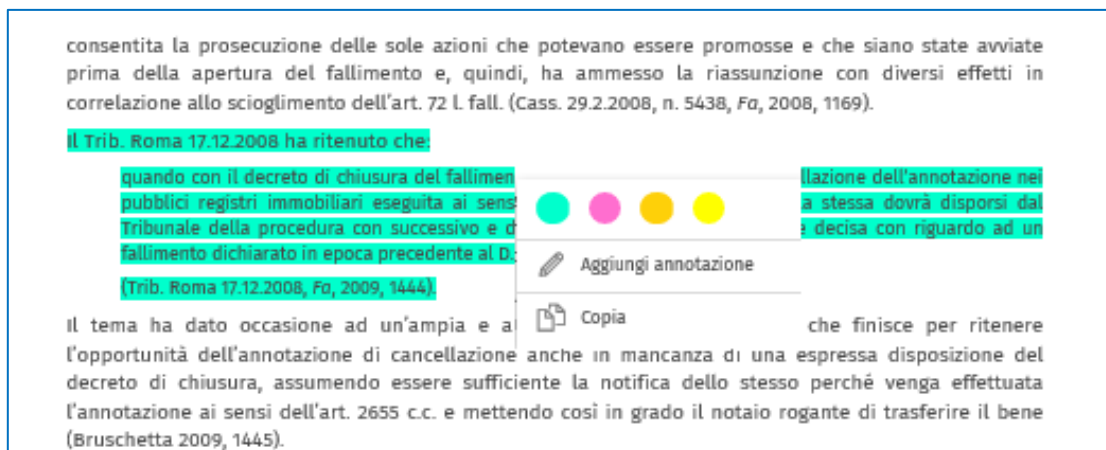 consentita la prosecuzione delle sole azioni che potevano essere promosse e che siano state avviate
prima della apertura del fallimento e, quindi, ha ammesso la riassunzione con diversi effetti in
correlazione allo scioglimento dell'art. 72 l. fall. (Cass. 29.2.2008, n. 5438, Fa, 2008, 1169).
Il Trib. Roma 17.12.2008 ha ritenuto che:
quando con il decreto di chiusura del dell'annotazione nei
pubblici registri immobiliari eseguita ai stessa dovrà disporsi dal
Tribunale della procedura con successivo e decisa con riguardo ad un
fallimento dichiarato in epoca precedente al
Aggiungi annotazione
(Trib. Roma 17.12.2008, Fa, 2009, 1444).
Copia
Il tema ha dato occasione ad un'ampia e che finisce per ritenere
l'opportunità dell'annotazione di cancellazione anche in mancanza di una espressa disposizione del
decreto di chiusura, assumendo essere sufficiente la notifica dello stesso perché venga effettuata
l'annotazione ai sensi dell'art. 2655 c.c. e mettendo così in grado il notaio rogante di trasferire il bene
(Bruschetta 2009, 1445).